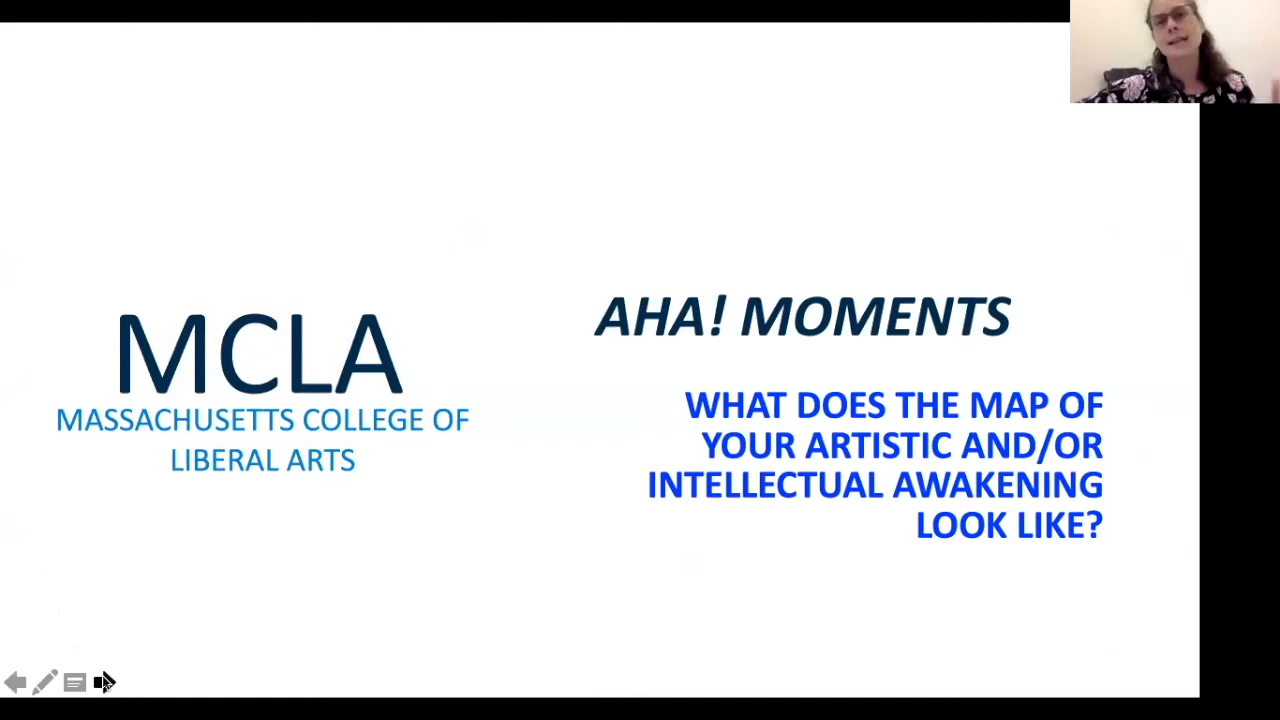 MCLA
MASSACHUSETTS COLLEGE OF
LIBERAL ARTS
AHA! MOMENTS
WHAT DOES THE MAP OF
YOUR ARTISTIC AND/OR
INTELLECTUAL AWAKENING
LOOK LIKE?